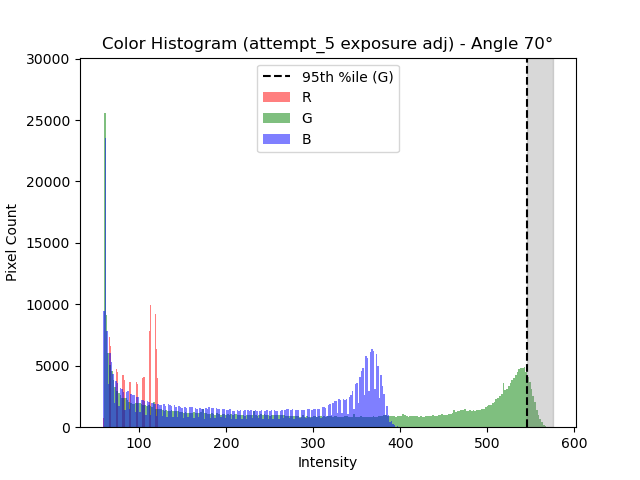 Color Histogram (attempt_5 exposure adj) - Angle 70°
30000
25000
20000
15000
10000
5000
0
Pixel Count
95th %ile (G)
R
G
B
100
200
300
400
500
600
Intensity